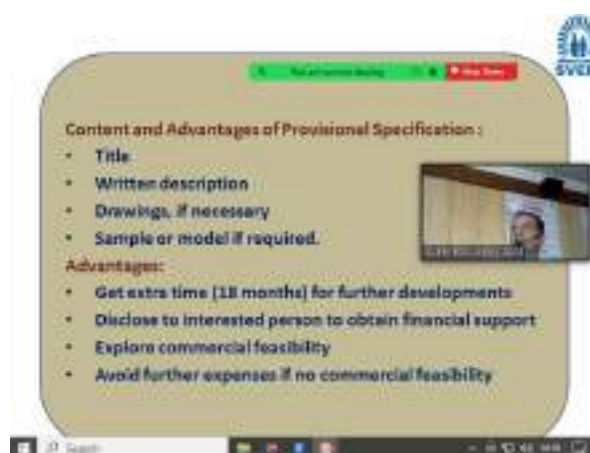 SVEI
Content and Advantages of Provisional Specification :
• Title
• Written description
• Drawings, if necessary
• Sample or model if required.
Advantages:
• Get extra time (18 months) for further developments
• Disclose to interested person to obtain financial support
• Explore commercial feasibility
• Avoid further expenses if no commercial feasibility
Search